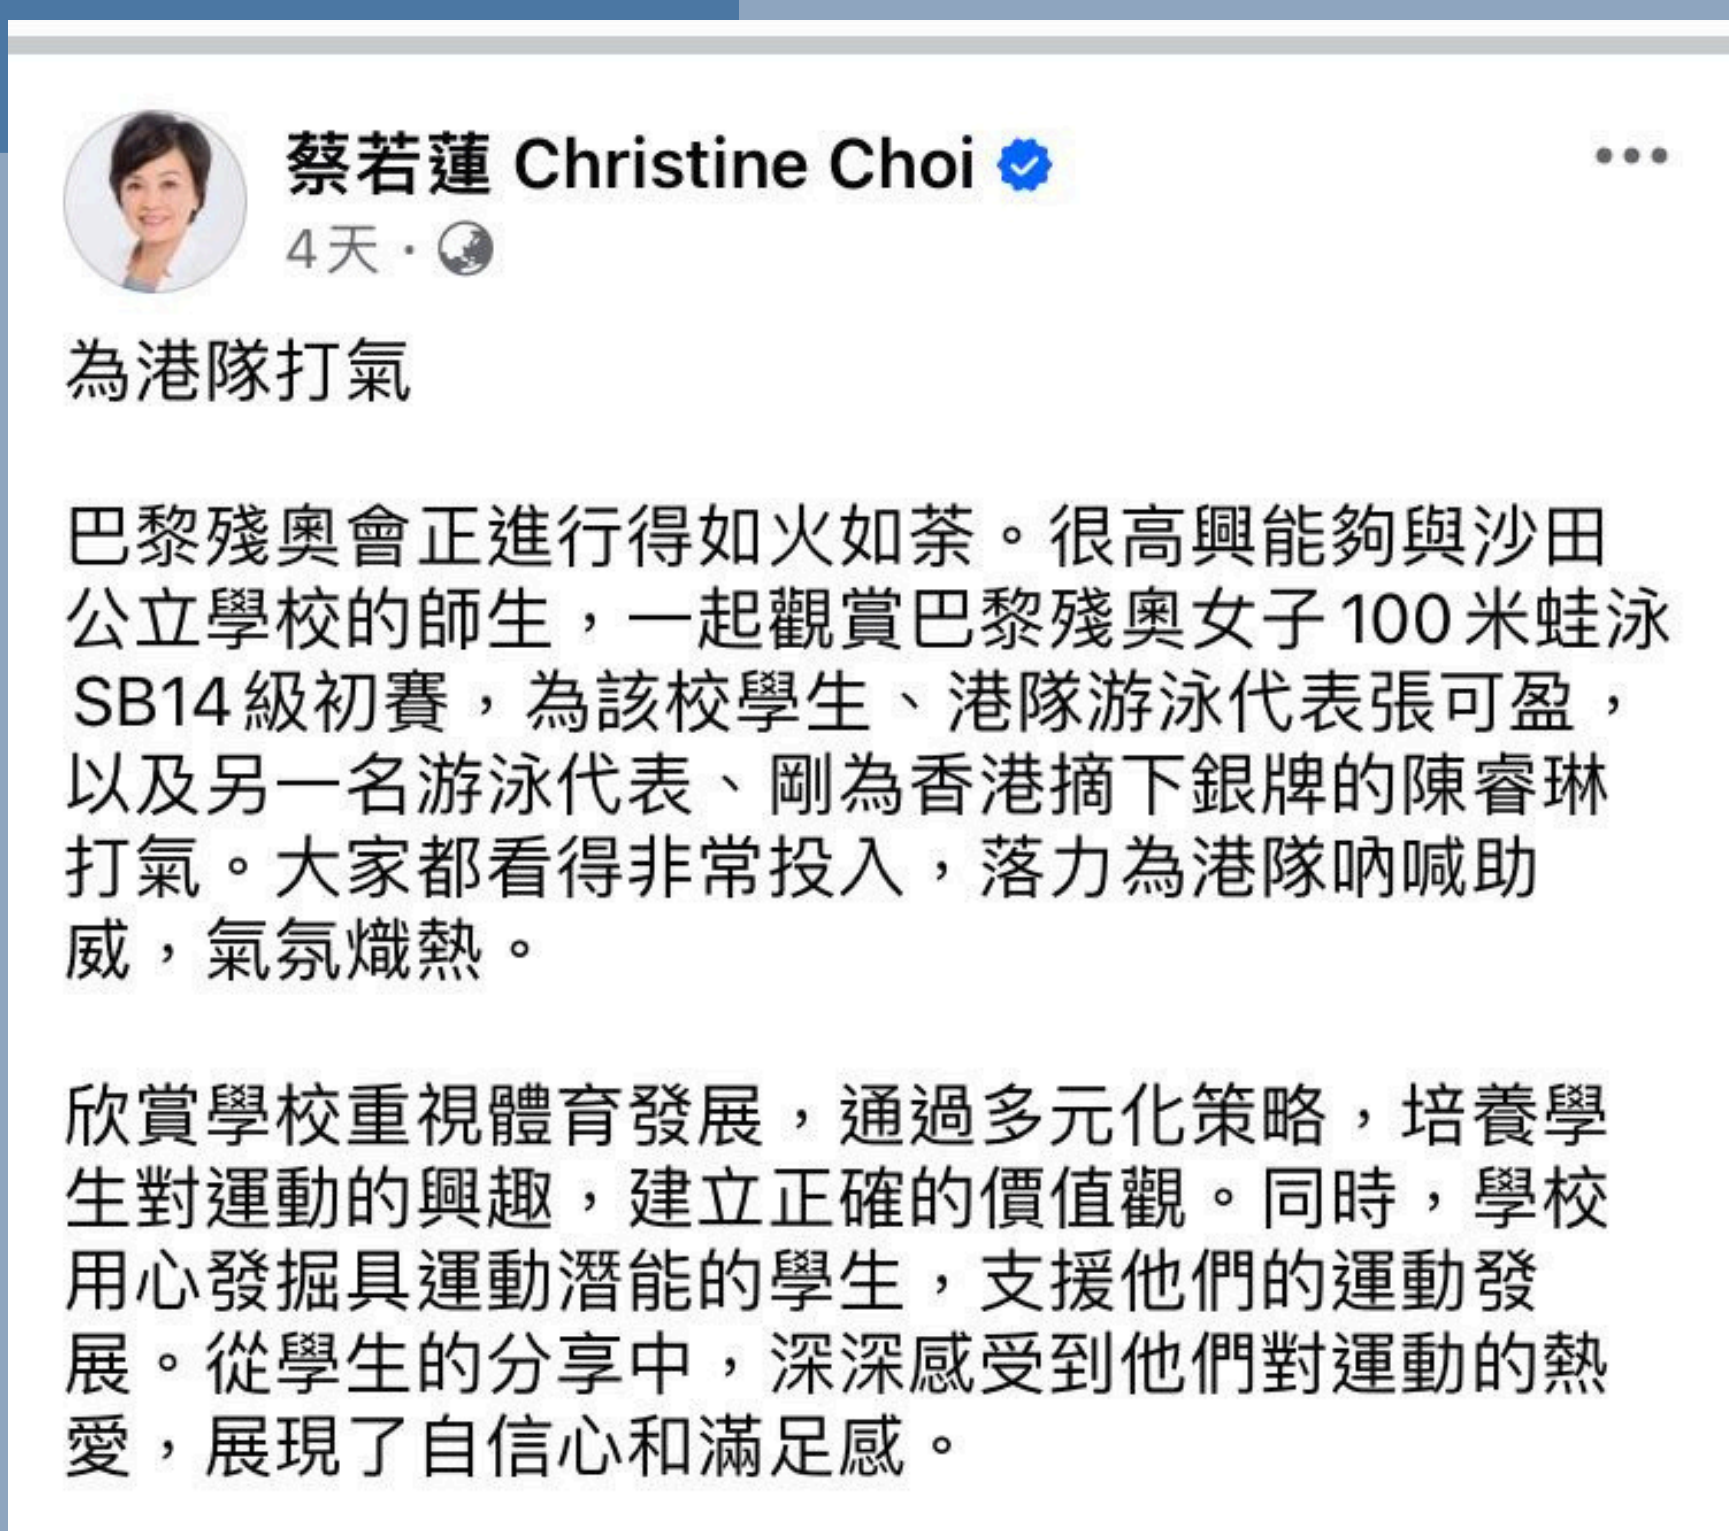 蔡若蓮 Christine Choi
4天·
為港隊打氣
巴黎殘奧會正進行得如火如荼。很高興能夠與沙田
公立學校的師生，一起觀賞巴黎殘奧女子100米蛙泳
SB14級初賽，為該校學生、港隊游泳代表張可盈，
以及另一名游泳代表、剛為香港摘下銀牌的陳睿琳
打氣。大家都看得非常投入，落力為港隊吶喊助
威，氣氛熾熱。
欣賞學校重視體育發展，通過多元化策略，培養學
生對運動的興趣，建立正確的價值觀。同時，學校
用心發掘具運動潛能的學生，支援他們的運動發
展。從學生的分享中，深深感受到他們對運動的熱
愛，展現了自信心和滿足感。